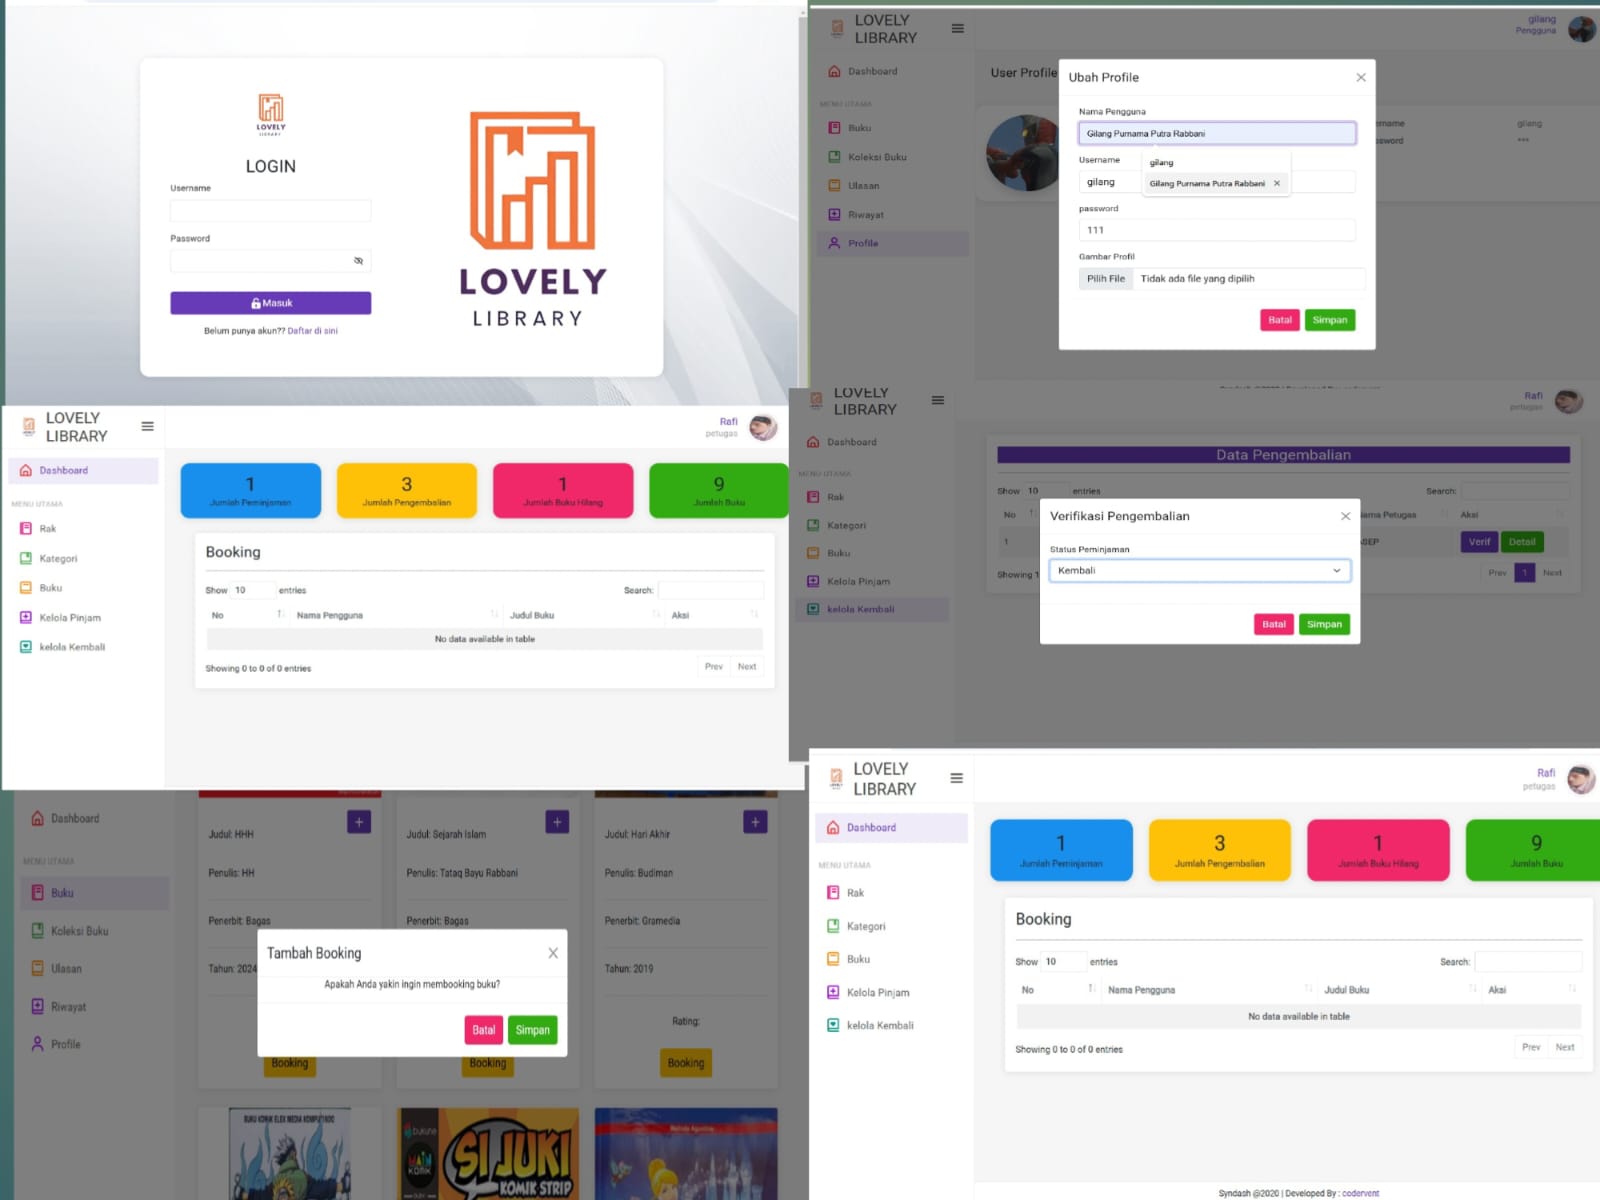 LOVELY
LIBRARY
LOGIN
Username
Password
Masuk
Belum punya akun?? Daftar di sini
LOVELY
LIBRARY
LOVELY
LIBRARY
gilang
Pengguna
Dashboard
MENU UTAMA
Buku
Koleksi Buku
Ulasan
Riwayat
Profile
User Profile
Ubah Profile
Nama Pengguna
Gilang Purnama Putra Rabbani
Username
gilang
gilang
Gilang Purnama Putra Rabbani
password
111
Gambar Profil
Pilih File Tidak ada file yang dipilih
Batal Simpan
rname gilang
sword ***
LOVELY
LIBRARY
Rafi
petugas
Dashboard
MENU UTAMA
Rak
Kategori
Buku
Kelola Pinjam
kelola Kembali
1
Jumlah Peminjaman
3
Jumlah Pengembalian
1
Jumlah Buku Hilang
9
Jumlah Buku
Booking
Show 10 entries Search:
No Nama Pengguna Judul Buku Aksi
No data available in table
Showing 0 to 0 of 0 entries
Prev Next
LOVELY
LIBRARY
Rafi
petugas
Dashboard
MENU UTAMA
Rak
Kategori
Buku
Kelola Pinjam
kelola Kembali
Data Pengembalian
Show 10 entries Search:
No ama Petugas Aksi
1 SEP Verif Detail
Showing 1
Prev 1 Next
Verifikasi Pengembalian
Status Peminjaman
Kembali
Batal Simpan
Dashboard
MENU UTAMA
Buku
Koleksi Buku
Ulasan
Riwayat
Profile
Judul: HHH
Penulis: HH
Penerbit: Bagas
Tahun: 2024
Booking
Judul: Sejarah Islam
Penulis: Tataq Bayu Rabbani
Penerbit: Bagas
Booking
Judul: Hari Akhir
Penulis: Budiman
Penerbit: Gramedia
Tahun: 2019
Rating:
Booking
Tambah Booking
Apakah Anda yakin ingin membooking buku?
Batal Simpan
BUKU KOMIK ELEX MEDIA KOMPUTINDO
bukune
MAIN
KOMIK
SI JUKI
KOMIK STRIP
LOVELY
LIBRARY
Rafi
petugas
Dashboard
MENU UTAMA
Rak
Kategori
Buku
Kelola Pinjam
kelola Kembali
1
Jumlah Peminjaman
3
Jumlah Pengembalian
1
Jumlah Buku Hilang
9
Jumlah Buku
Booking
Show 10 entries Search:
No Nama Pengguna Judul Buku Aksi
No data available in table
Showing 0 to 0 of 0 entries
Prev Next
Syndash @2020 | Developed By : codervent